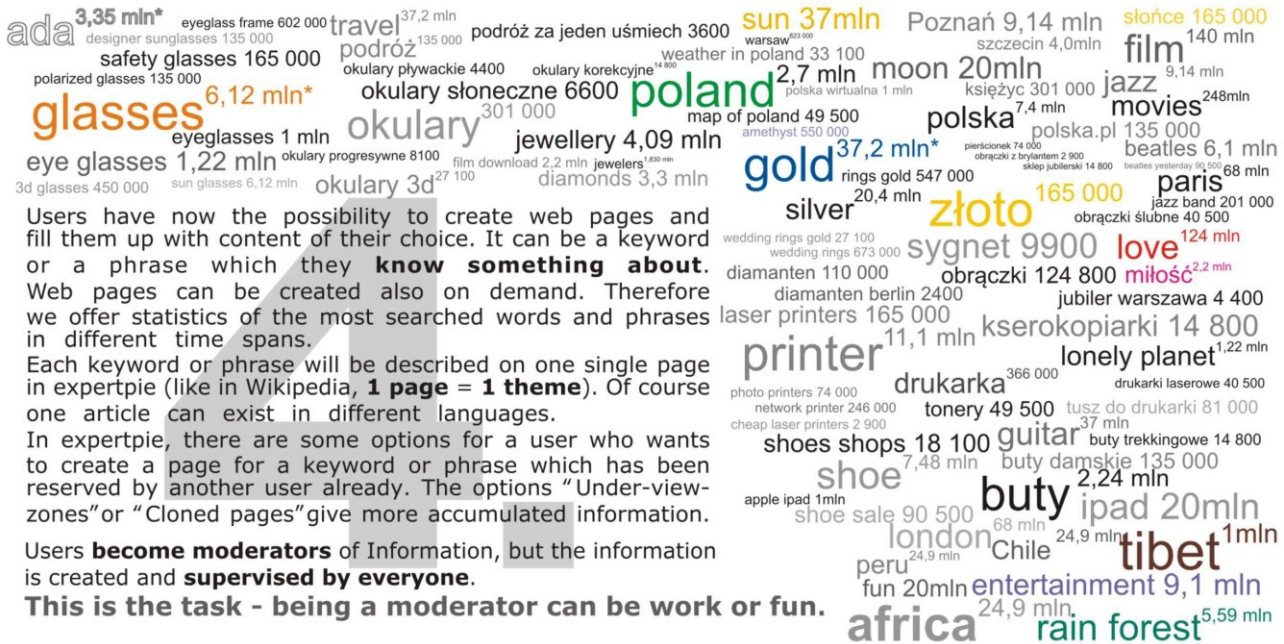 ada 3,35 mln*
eyeglass frame 602 000
travel 37,2 mln
designer sunglasses 135 000
podróż 135 000
podróż za jeden uśmiech 3600
safety glasses 165 000
polarized glasses 135 000
okulary pływackie 4400
okulary korekcyjne 14 800
weather in poland 33 100
glasses 6,12 mln*
okulary słoneczne 6600
poland 2,7 mln
polska wirtualna 1 mln
map of poland 49 500
eyeglasses 1 mln
okulary 301 000
jewellery 4,09 mln
eye glasses 1,22 mln
okulary progresywne 8100
film download 2,2 mln
jewelers 1,830 mln
3d glasses 450 000
sun glasses 6,12 mln
okulary 3d 27 100
diamonds 3,3 mln
sun 37mln
warsaw 823 000
Poznań 9,14 mln
szczecin 4,0mln
słońce 165 000
film 140 mln
moon 20mln
księżyc 301 000
jazz 9,14 mln
movies 248mln
amethyst 550 000
polska 7,4 mln
polska.pl 135 000
gold 37,2 mln*
pierścionek 74 000
obrączki z brylantem 2 900
sklep jubilerski 14 800
beatles 6,1 mln
beatles yesterday 90 500
rings gold 547 000
paris 68 mln
silver 20,4 mln
złoto 165 000
jazz band 201 000
obrączki ślubne 40 500
wedding rings gold 27 100
wedding rings 673 000
sygnet 9900
love 124 mln
diamanten 110 000
obrączki 124 800
miłość 2,2 mln
diamanten berlin 2400
jubiler warszawa 4 400
laser printers 165 000
kserokopiarki 14 800
printer 11,1 mln
lonely planet 1,22 mln
drukarka 366 000
drukarki laserowe 40 500
photo printers 74 000
network printer 246 000
tonery 49 500
tusz do drukarki 81 000
cheap laser printers 2 900
shoes shops 18 100
guitar 37 mln
buty trekkingowe 14 800
shoe 7,48 mln
buty damskie 135 000
apple ipad 1mln
buty 2,24 mln
ipad 20mln
shoe sale 90 500
london 68 mln
Chile 24,9 mln
tibet 1mln
peru 24,9 mln
fun 20mln
entertainment 9,1 mln
africa 24,9 mln
rain forest 5,59 mln
4.
Users have now the possibility to create web pages and
fill them up with content of their choice. It can be a keyword
or a phrase which they know something about.
Web pages can be created also on demand. Therefore
we offer statistics of the most searched words and phrases
in different time spans.
Each keyword or phrase will be described on one single page
in expertpie (like in Wikipedia, 1 page = 1 theme). Of course
one article can exist in different languages.
In expertpie, there are some options for a user who wants
to create a page for a keyword or phrase which has been
reserved by another user already. The options “Under-view-
zones”or “Cloned pages”give more accumulated information.
Users become moderators of Information, but the information
is created and supervised by everyone.
This is the task - being a moderator can be work or fun.